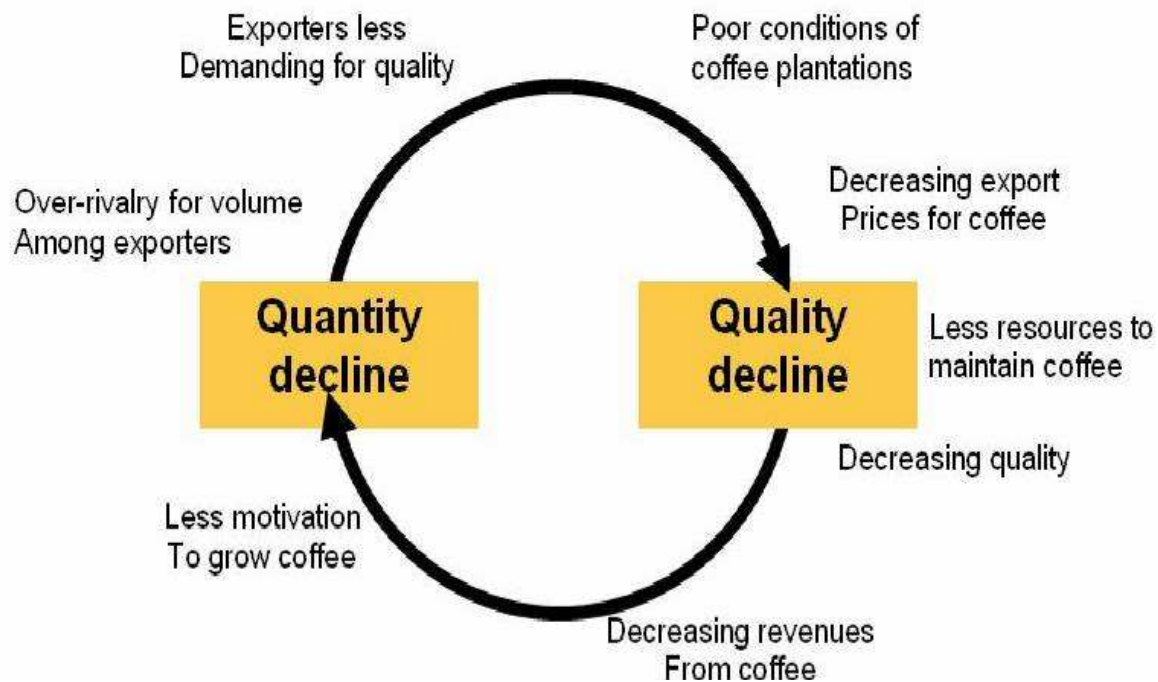 Exporters less
Demanding for quality
Poor conditions of
coffee plantations
Over-rivalry for volume
Among exporters
Decreasing export
Prices for coffee
Quantity
decline
Quality
decline
Less resources to
maintain coffee
Decreasing quality
Less motivation
To grow coffee
Decreasing revenues
From coffee